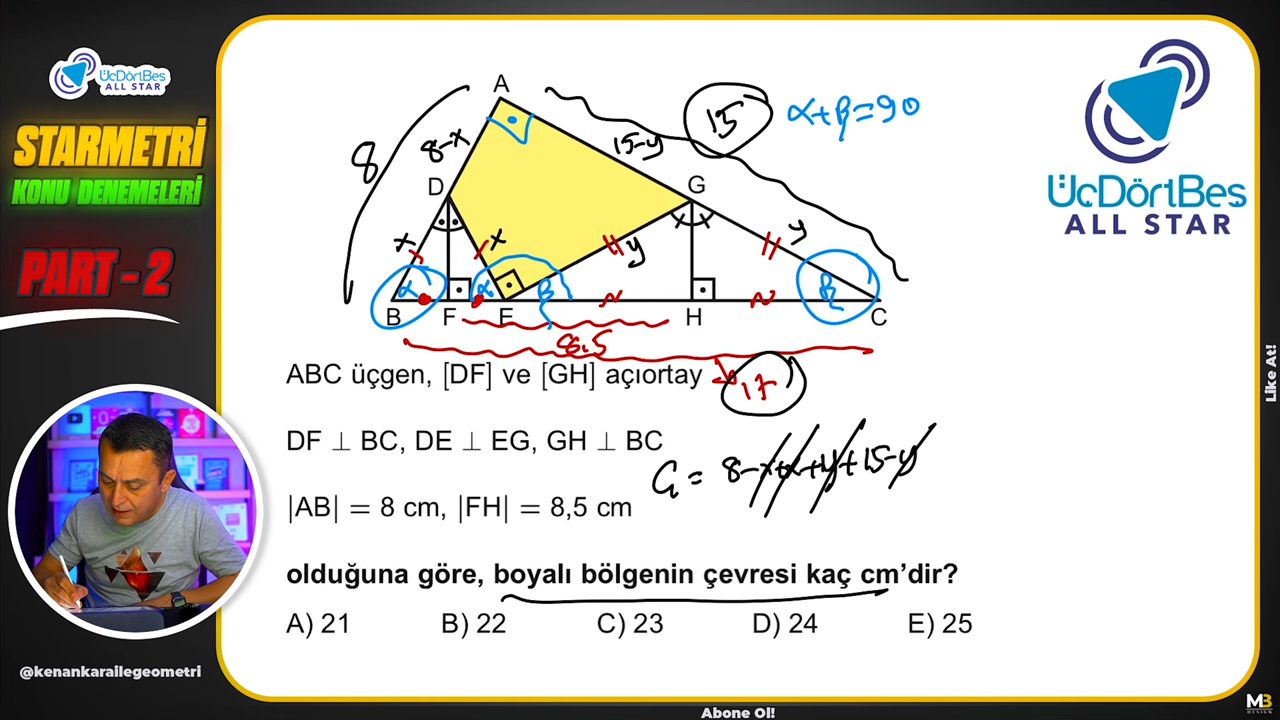 ÜçDörtBes
ALL STAR
STARMETRİ
KONU DENEMELERİ
PART - 2
@kenankarailegeometri
A
15
α+β=90
8
8-x
15-y
D
G
x
x
y
y
α
α
β
β
B
F
E
H
C
8,5
17
ÜçDörtBes
ALL STAR
ABC üçgen, [DF] ve [GH] açıortay
DF ⊥ BC, DE ⊥ EG, GH ⊥ BC
Ç = 8-x+x+y+15-y
|AB| = 8 cm, |FH| = 8,5 cm
olduğuna göre, boyalı bölgenin çevresi kaç cm’dir?
A) 21 B) 22 C) 23 D) 24 E) 25
Like At!
Abone Ol!
MB
DESIGN